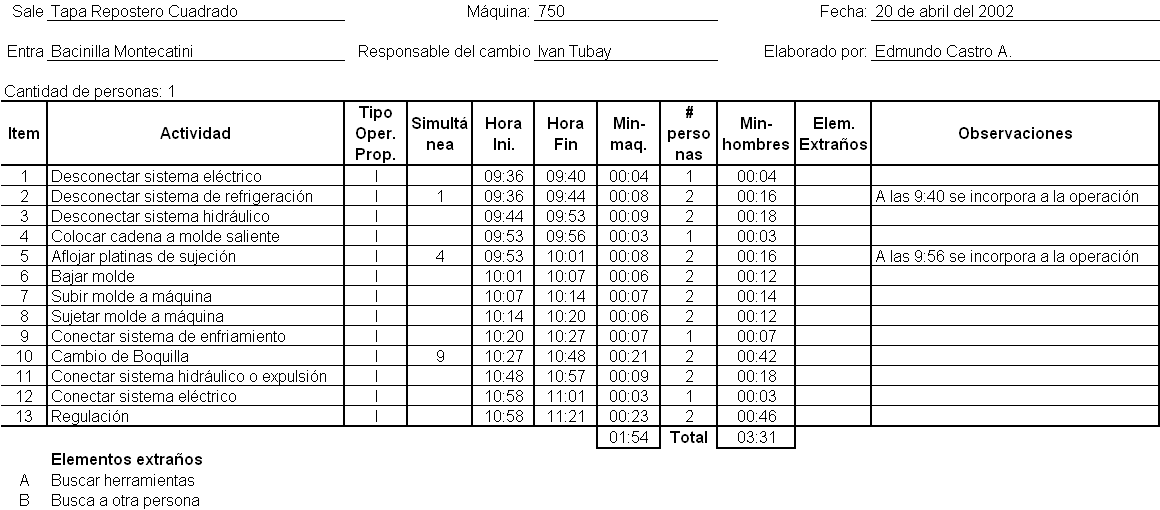 Sale Tapa Repostero Cuadrado Máquina: 750 Fecha: 20 de abril del 2002
Entra Bacinilla Montecatini Responsable del cambio Ivan Tubay Elaborado por: Edmundo Castro A.
Cantidad de personas: 1
Item Actividad Tipo Oper. Prop. Simultá nea Hora Ini. Hora Fin Min-maq. # perso nas Min-hombres Elem. Extraños Observaciones
1 Desconectar sistema eléctrico I 09:36 09:40 00:04 1 00:04
2 Desconectar sistema de refrigeración I 1 09:36 09:44 00:08 2 00:16 A las 9:40 se incorpora a la operación
3 Desconectar sistema hidráulico I 09:44 09:53 00:09 2 00:18
4 Colocar cadena a molde saliente I 09:53 09:56 00:03 1 00:03
5 Aflojar platinas de sujeción I 4 09:53 10:01 00:08 2 00:16 A las 9:56 se incorpora a la operación
6 Bajar molde I 10:01 10:07 00:06 2 00:12
7 Subir molde a máquina I 10:07 10:14 00:07 2 00:14
8 Sujetar molde a máquina I 10:14 10:20 00:06 2 00:12
9 Conectar sistema de enfriamiento I 10:20 10:27 00:07 1 00:07
10 Cambio de Boquilla I 9 10:27 10:48 00:21 2 00:42
11 Conectar sistema hidráulico o expulsión I 10:48 10:57 00:09 2 00:18
12 Conectar sistema eléctrico I 10:58 11:01 00:03 1 00:03
13 Regulación I 10:58 11:21 00:23 2 00:46
01:54 Total 03:31
Elementos extraños
A Buscar herramientas
B Busca a otra persona